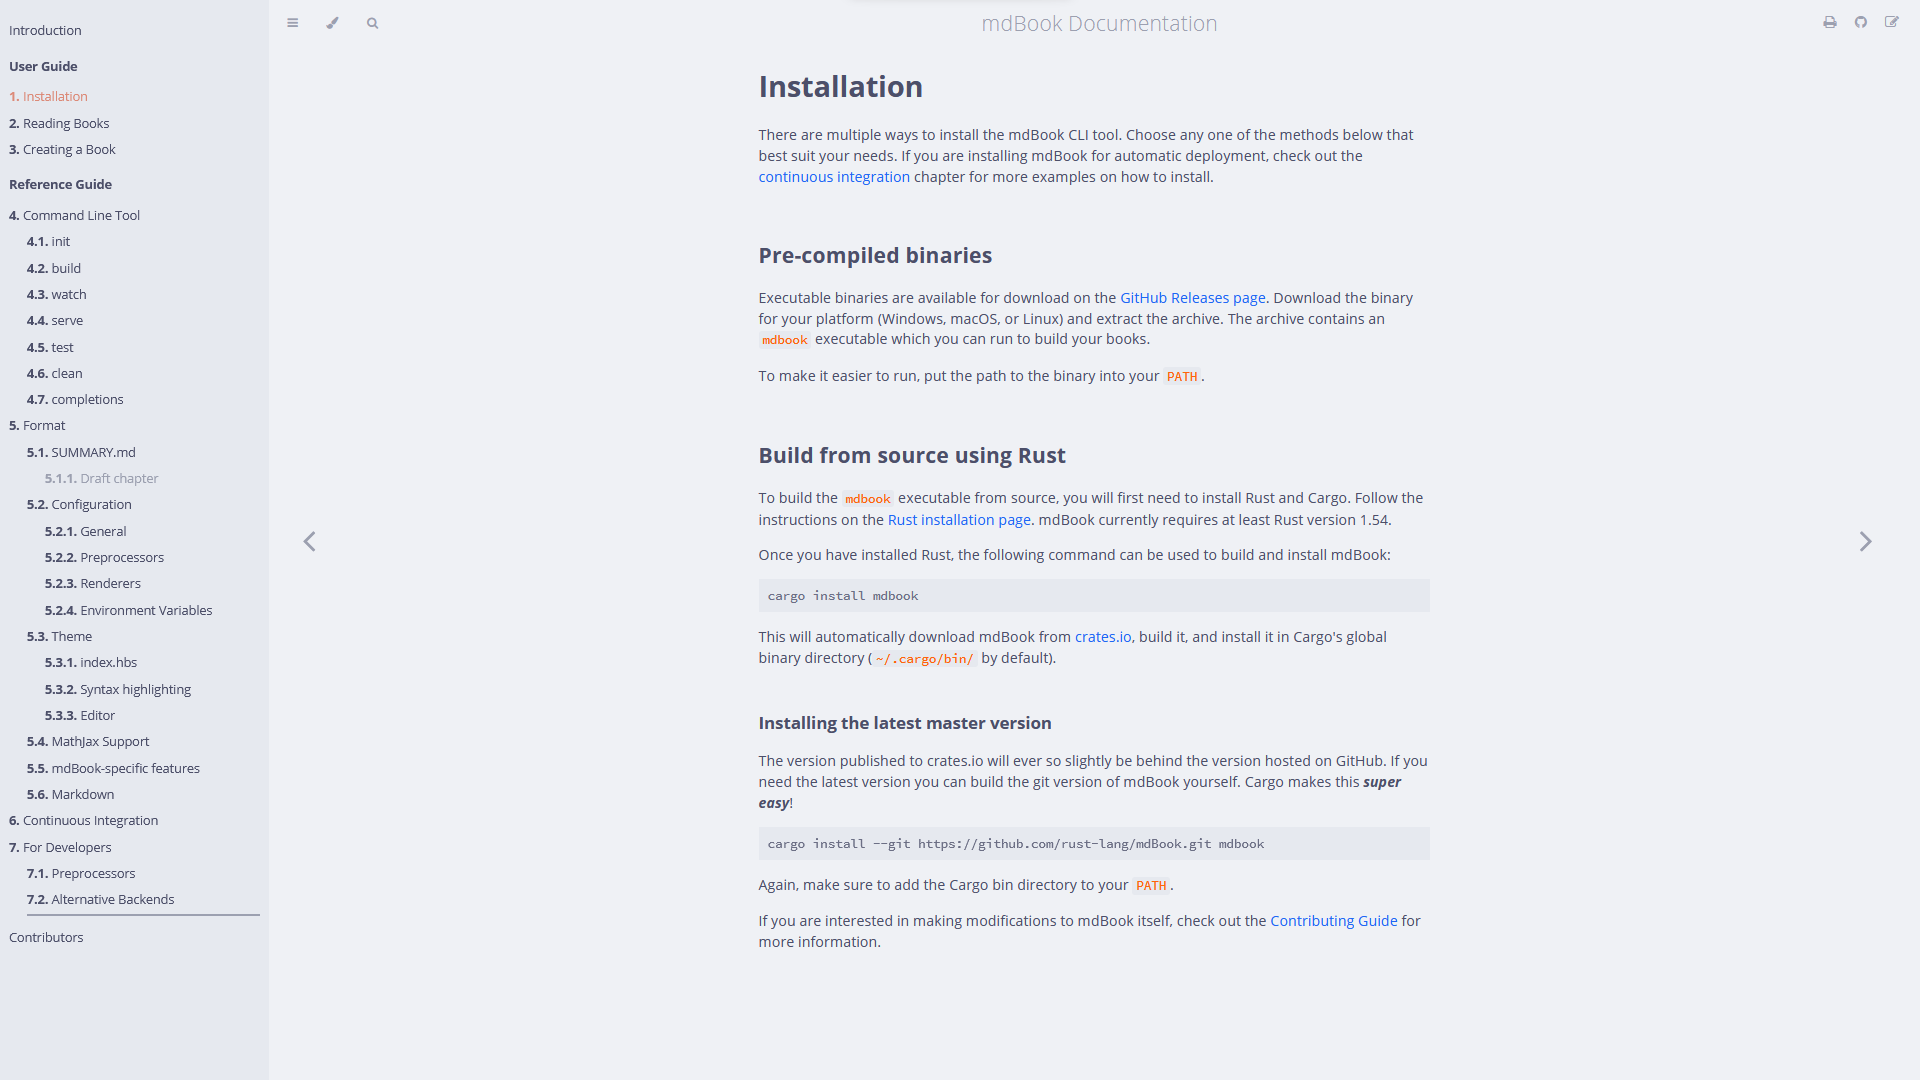 Introduction
User Guide
1. Installation
2. Reading Books
3. Creating a Book
Reference Guide
4. Command Line Tool
4.1. init
4.2. build
4.3. watch
4.4. serve
4.5. test
4.6. clean
4.7. completions
5. Format
5.1. SUMMARY.md
5.1.1. Draft chapter
5.2. Configuration
5.2.1. General
5.2.2. Preprocessors
5.2.3. Renderers
5.2.4. Environment Variables
5.3. Theme
5.3.1. index.hbs
5.3.2. Syntax highlighting
5.3.3. Editor
5.4. MathJax Support
5.5. mdBook-specific features
5.6. Markdown
6. Continuous Integration
7. For Developers
7.1. Preprocessors
7.2. Alternative Backends
Contributors
mdBook Documentation
Installation
There are multiple ways to install the mdBook CLI tool. Choose any one of the methods below that
best suit your needs. If you are installing mdBook for automatic deployment, check out the
continuous integration chapter for more examples on how to install.
Pre-compiled binaries
Executable binaries are available for download on the GitHub Releases page. Download the binary
for your platform (Windows, macOS, or Linux) and extract the archive. The archive contains an
mdbook executable which you can run to build your books.
To make it easier to run, put the path to the binary into your PATH.
Build from source using Rust
To build the mdbook executable from source, you will first need to install Rust and Cargo. Follow the
instructions on the Rust installation page. mdBook currently requires at least Rust version 1.54.
Once you have installed Rust, the following command can be used to build and install mdBook:
cargo install mdbook
This will automatically download mdBook from crates.io, build it, and install it in Cargo's global
binary directory (~/.cargo/bin/ by default).
Installing the latest master version
The version published to crates.io will ever so slightly be behind the version hosted on GitHub. If you
need the latest version you can build the git version of mdBook yourself. Cargo makes this super
easy!
cargo install --git https://github.com/rust-lang/mdBook.git mdbook
Again, make sure to add the Cargo bin directory to your PATH.
If you are interested in making modifications to mdBook itself, check out the Contributing Guide for
more information.